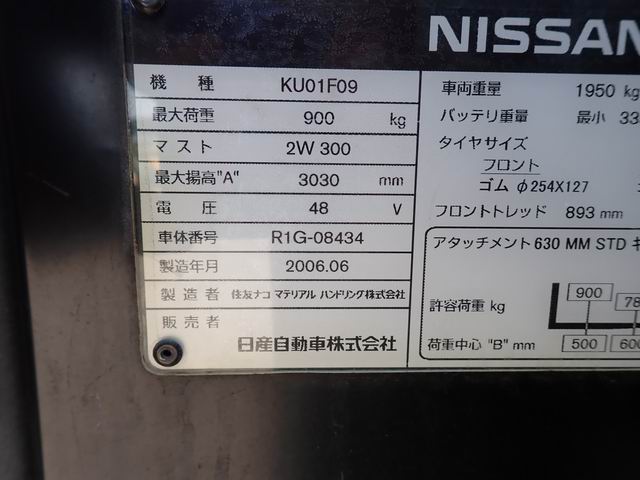 NISSAN
機 種 KU01F09
最大荷重 900 kg
マスト 2W 300
最大揚高"A" 3030 mm
電 圧 48 V
車体番号 R1G-08434
製造年月 2006.06
製造者 住友ナコ マテリアル ハンドリング株式会社
販売者 日産自動車株式会社
車両重量 1950 kg
バッテリ重量 最小 33
タイヤサイズ
フロント
ゴム φ254X127
フロントトレッド 893 mm
アタッチメント 630 MM STD
許容荷重 kg 900 78
荷重中心 "B" mm 500 600